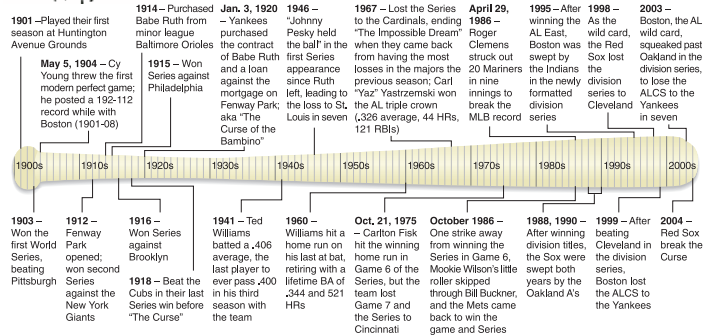 1901 –Played their first
season at Huntington
Avenue Grounds
May 5, 1904 – Cy
Young threw the first
modern perfect game;
he posted a 192-112
record while with
Boston (1901-08)
1914 – Purchased
Babe Ruth from
minor league
Baltimore Orioles
1915 – Won
Series against
Philadelphia
Jan. 3, 1920
– Yankees
purchased
the contract
of Babe Ruth
and a loan
against the
mortgage on
Fenway Park;
aka "The
Curse of the
Bambino"
1946 –
"Johnny
Pesky held
the ball" in the
first Series
appearance
since Ruth
left, leading to
the loss to St.
Louis in seven
1967 – Lost the Series
to the Cardinals, ending
"The Impossible Dream"
when they came back
from having the most
losses in the majors the
previous season; Carl
"Yaz" Yastrzemski won
the AL triple crown
(.326 average, 44 HRs,
121 RBIs)
April 29,
1986 –
Roger
Clemens
struck out
20 Mariners
in nine
innings to
break the
MLB record
1995 – After
winning the
AL East,
Boston was
swept by
the Indians
In the newly
formatted
division
series
1998 –
As the
wild card,
the Red
Sox lost
the
division
series to
Cleveland
2003 –
Boston, the AL
wild card,
squeaked past
Oakland in the
division series,
to lose the
ALCS to the
Yankees
in seven
1900s
1910s
1920s
1930s
1940s
1950s
1960s
1970s
1980s
1990s
2000s
1903 –
Won the
first World
Series,
beating
Pittsburgh
1912 –
Fenway
Park
opened;
won second
Series
against the
New York
Giants
1916 –
Won Series
against
Brooklyn
1918 – Beat the
Cubs in their last
Series win before
"The Curse"
1941 – Ted
Williams
batted a .406
average, the
last player to
ever pass .400
in his third
season with
the team
1960 –
Williams hit a
home run on
his last at bat,
retiring with a
lifetime BA of
.344 and 521
HRs
Oct. 21, 1975
– Carlton Fisk
hit the winning
home run in
Game 6 of the
Series, but the
team lost
Game 7 and
the Series to
Cincinnati
October 1986 –
One strike away
from winning the
Series in Game 6,
Mookie Wilson's little
roller skipped
through Bill Buckner,
and the Mets came
back to win the
game and Series
1988, 1990 –
After winning
division titles,
the Sox were
swept both
years by the
Oakland A's
1999 – After
beating
Cleveland in
the division
series,
Boston lost
the ALCS to
the Yankees
2004 –
Red Sox
break the
Curse